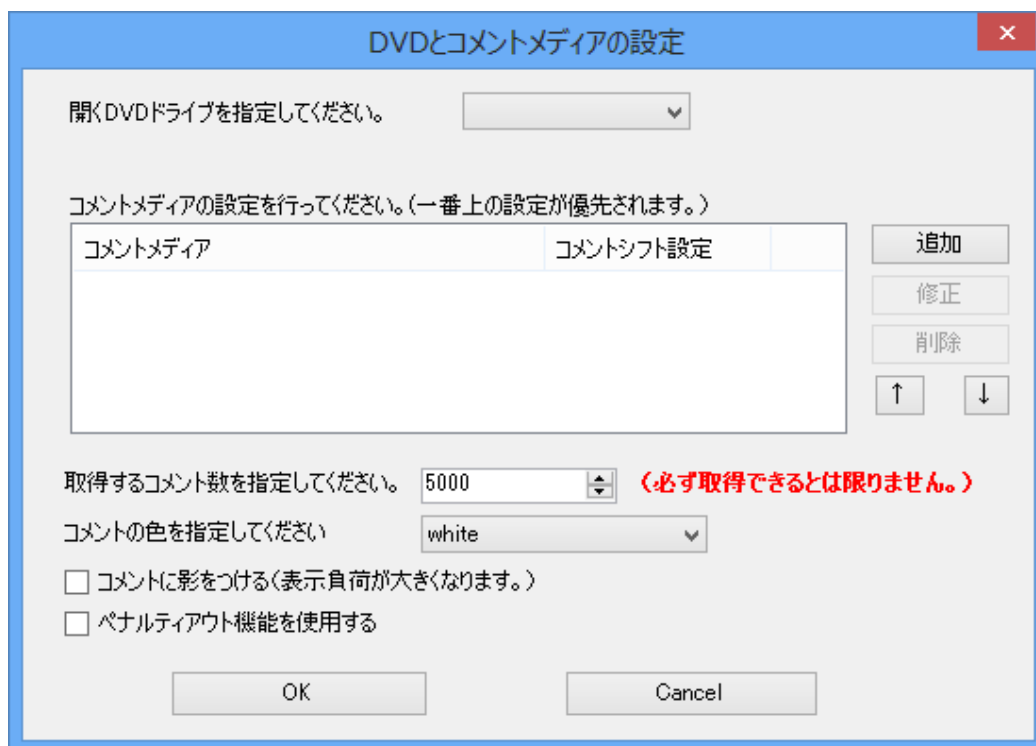 DVDとコメントメディアの設定
開くDVDドライブを指定してください。
コメントメディアの設定を行ってください。(一番上の設定が優先されます。)
コメントメディア コメントシフト設定
追加
修正
削除
↑ ↓
取得するコメント数を指定してください。 5000 (必ず取得できるとは限りません。)
コメントの色を指定してください white
コメントに影をつける(表示負荷が大きくなります。)
ペナルティアウト機能を使用する
OK Cancel